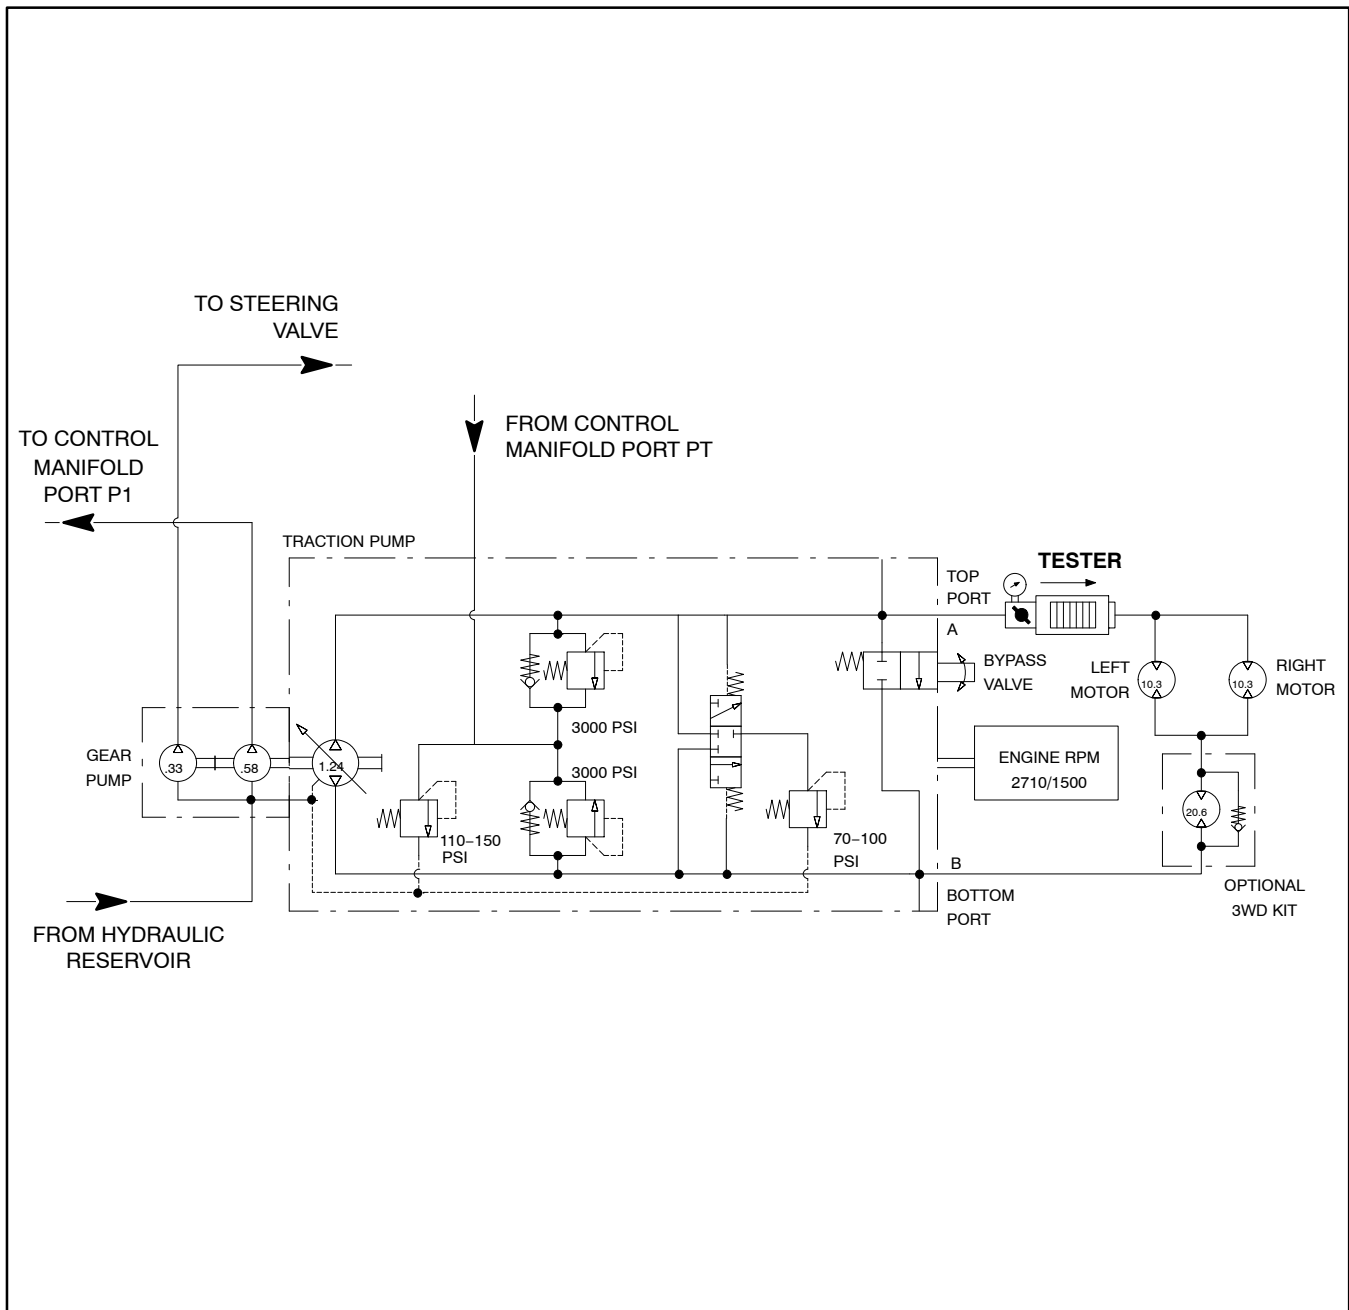 TO STEERING
VALVE
FROM CONTROL
MANIFOLD PORT PT
TO CONTROL
MANIFOLD
PORT P1
TRACTION PUMP
TOP
PORT
TESTER
A
BYPASS
VALVE
LEFT
MOTOR
10.3
10.3
RIGHT
MOTOR
3000 PSI
3000 PSI
GEAR
PUMP
.33
.58
1.24
ENGINE RPM
2710/1500
20.6
110–150
PSI
70–100
PSI
B
BOTTOM
PORT
OPTIONAL
3WD KIT
FROM HYDRAULIC
RESERVOIR